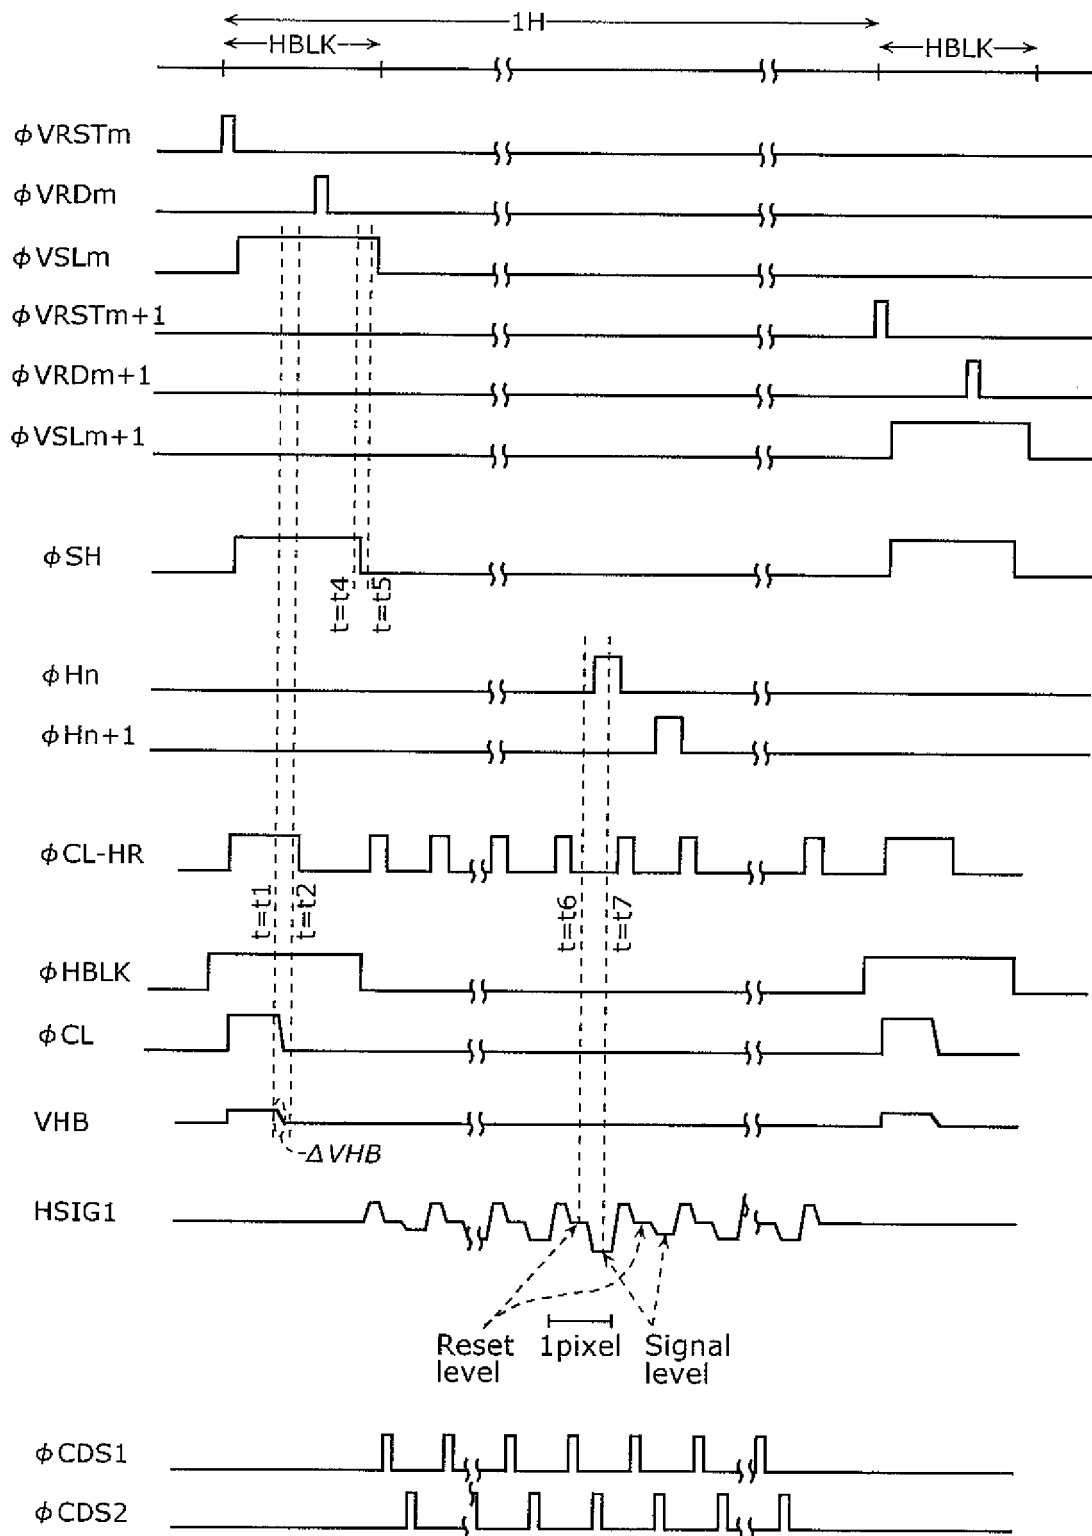 1H
HBLK
HBLK
φVRSTm
φVRDm
φVSLm
φVRSTm+1
φVRDm+1
φVSLm+1
φSH
t=t4
t=t5
φHn
φHn+1
φCL-HR
t=t1
t=t2
t=t6
t=t7
φHBLK
φCL
VHB
ΔVHB
HSIG1
Reset
level
1pixel
Signal
level
φCDS1
φCDS2